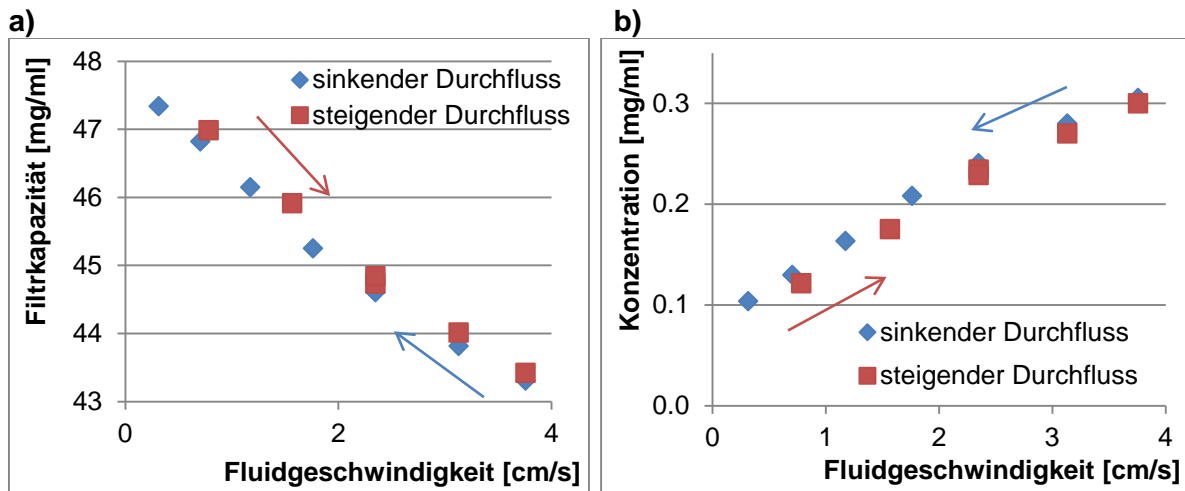 a)
Filtrkapazität [mg/ml]
48
47
46
45
44
43
0
2
4
sinkender Durchfluss
steigender Durchfluss
Fluidgeschwindigkeit [cm/s]
b)
Konzentration [mg/ml]
0.3
0.2
0.1
0.0
0
1
2
3
4
sinkender Durchfluss
steigender Durchfluss
Fluidgeschwindigkeit [cm/s]